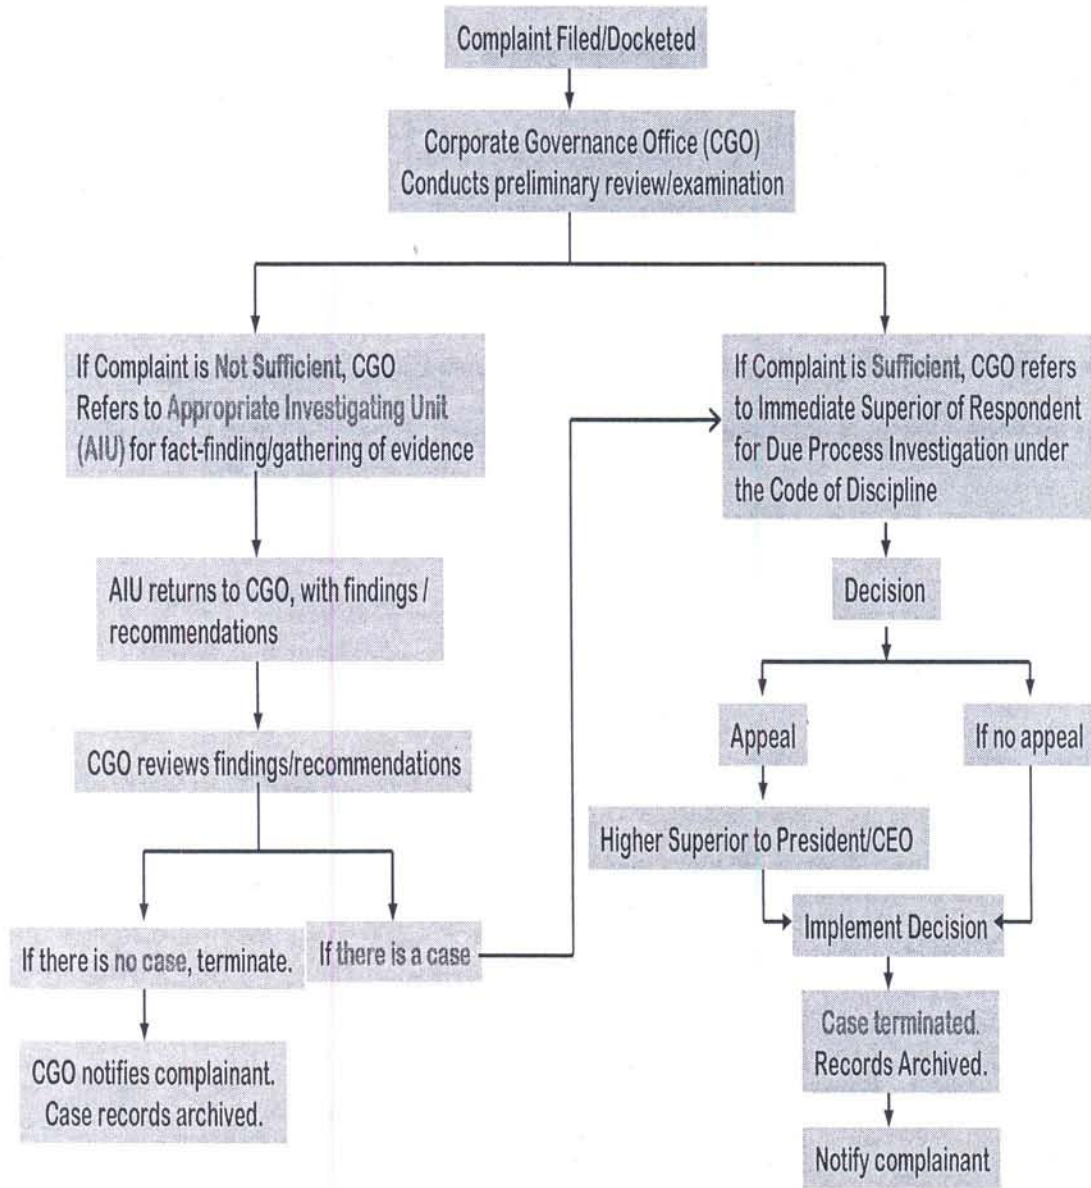 Complaint Filed/Docketed
Corporate Governance Office (CGO)
Conducts preliminary review/examination
If Complaint is Not Sufficient, CGO
Refers to Appropriate Investigating Unit
(AIU) for fact-finding/gathering of evidence
AIU returns to CGO, with findings /
recommendations
CGO reviews findings/recommendations
If there is no case, terminate.
If there is a case
CGO notifies complainant.
Case records archived.
If Complaint is Sufficient, CGO refers
to Immediate Superior of Respondent
for Due Process Investigation under
the Code of Discipline
Decision
Appeal
If no appeal
Higher Superior to President/CEO
Implement Decision
Case terminated.
Records Archived.
Notify complainant